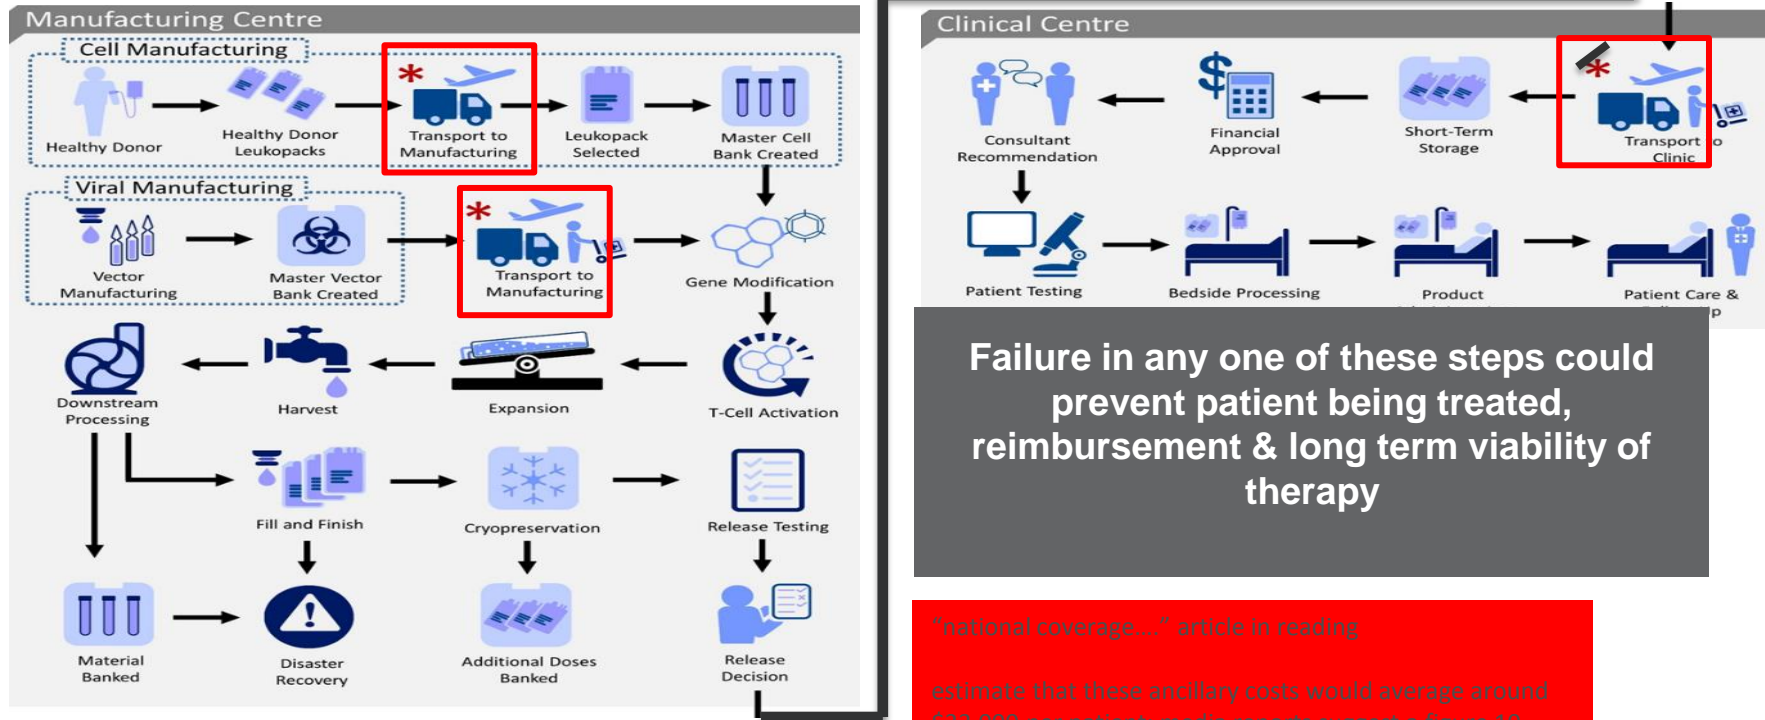 Manufacturing Centre
Cell Manufacturing
Healthy Donor
Healthy Donor
Leukopacks
*
Transport to
Manufacturing
Leukopack
Selected
Master Cell
Bank Created
Viral Manufacturing
Vector
Manufacturing
Master Vector
Bank Created
*
Transport to
Manufacturing
Gene Modification
Downstream
Processing
Harvest
Expansion
T-Cell Activation
Fill and Finish
Cryopreservation
Release Testing
Material
Banked
Disaster
Recovery
Additional Doses
Banked
Release
Decision
Clinical Centre
Consultant
Recommendation
Financial
Approval
Short-Term
Storage
*
Transport to
Clinic
Patient Testing
Bedside Processing
Product
Patient Care &
Failure in any one of these steps could
prevent patient being treated,
reimbursement & long term viability of
therapy
"national coverage...." article in reading
estimate that these ancillary costs would average around